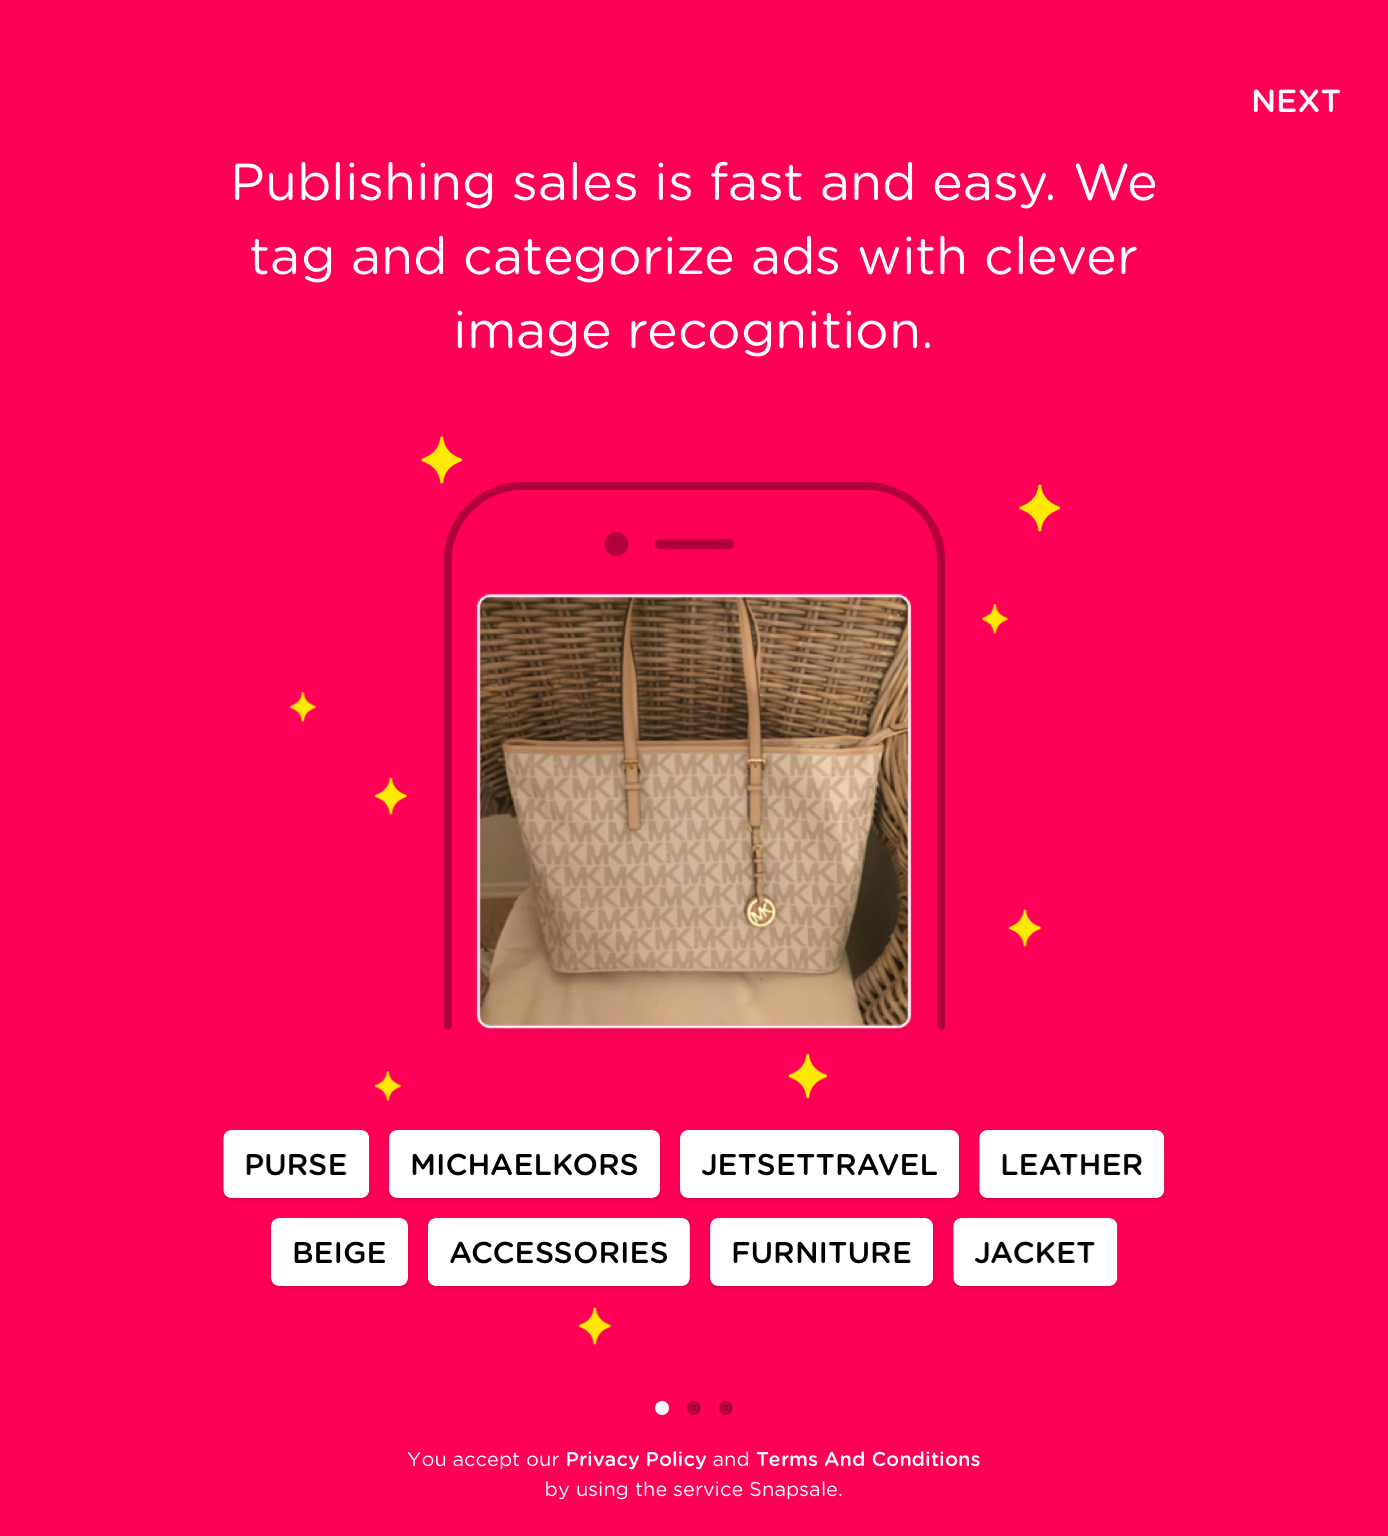 NEXT
Publishing sales is fast and easy. We
tag and categorize ads with clever
image recognition.
MK
PURSE MICHAELKORS JETSETTRAVEL LEATHER
BEIGE ACCESSORIES FURNITURE JACKET
You accept our Privacy Policy and Terms And Conditions
by using the service Snapsale.